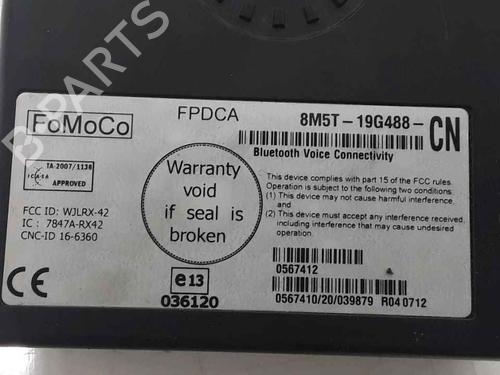 B-PARTS
FoMoCo
FPDCA
8M5T-19G488-CN
Bluetooth Voice Connectivity
TA-2007/1138
ICASA
APPROVED
Warranty
void
if seal is
broken
This device complies with part 15 of the FCC rules.
Operation is subject to the following two conditions
(1) This device may not cause harmful interference,
and
(2) This device must accept any interference received,
including interference that may cause undesired
operation.
FCC ID: WJLRX-42
IC : 7847A-RX42
CNC-ID 16-6360
CE
e13
036120
0567412
0567410/20/039879 R040712